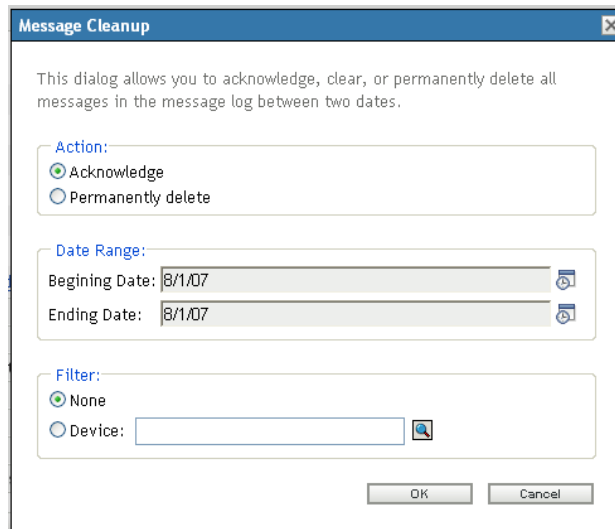 Message Cleanup
This dialog allows you to acknowledge, clear, or permanently delete all
messages in the message log between two dates.
Action:
Acknowledge
Permanently delete
Date Range:
Begining Date: 8/1/07
Ending Date: 8/1/07
Filter:
None
Device:
OK Cancel